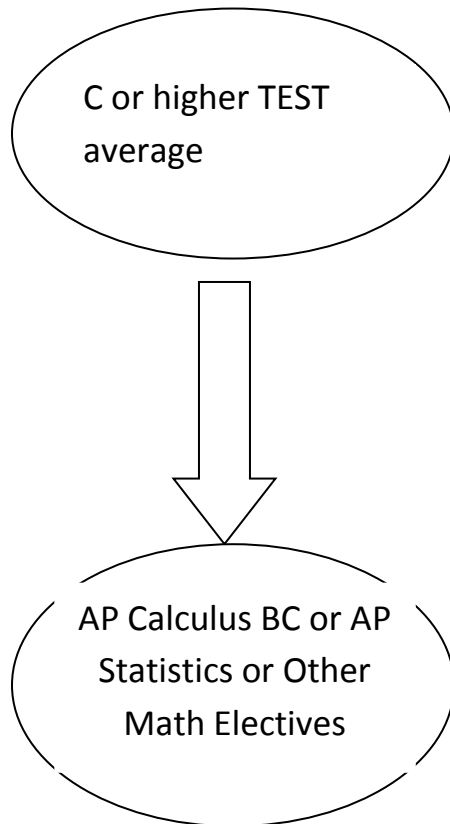 C or higher TEST
average
AP Calculus BC or AP
Statistics or Other
Math Electives